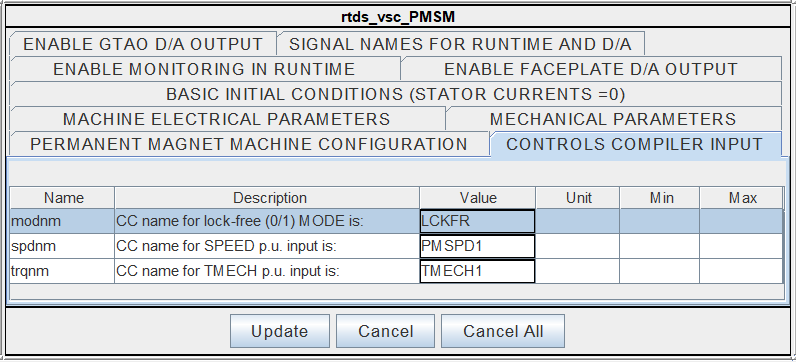 rtds_vsc_PMSM
ENABLE GTAO D/A OUTPUT SIGNAL NAMES FOR RUNTIME AND D/A
ENABLE MONITORING IN RUNTIME ENABLE FACEPLATE D/A OUTPUT
BASIC INITIAL CONDITIONS (STATOR CURRENTS =0)
MACHINE ELECTRICAL PARAMETERS MECHANICAL PARAMETERS
PERMANENT MAGNET MACHINE CONFIGURATION CONTROLS COMPILER INPUT
Name Description Value Unit Min Max
modnm CC name for lock-free (0/1) MODE is: LCKFR
spdnm CC name for SPEED p.u. input is: PMSPD1
trqnm CC name for TMECH p.u. input is: TMECH1
Update Cancel Cancel All